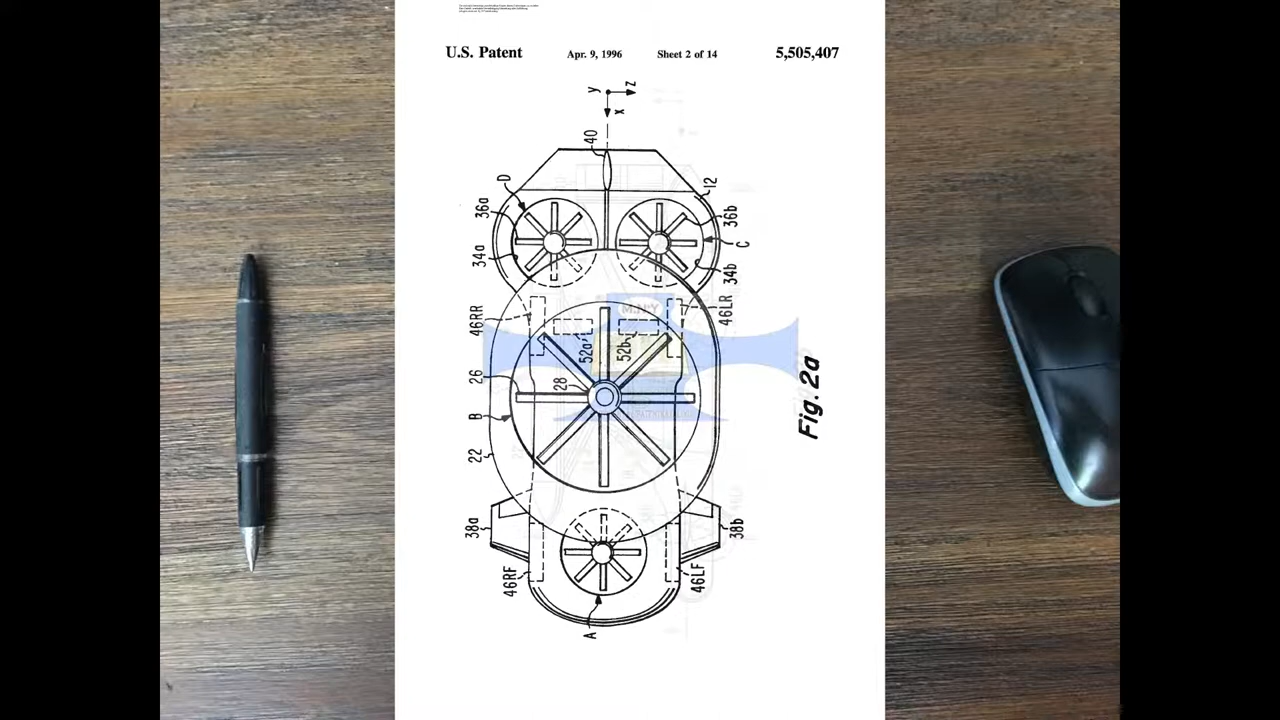 U.S. Patent Apr. 9, 1996 Sheet 2 of 14 5,505,407
y
z
x
40
D
12
36a
36b
C
34a
34b
46RR
46LR
52a
52b
26
28
B
22
Fig. 2a
38a
38b
46RF
46LF
A